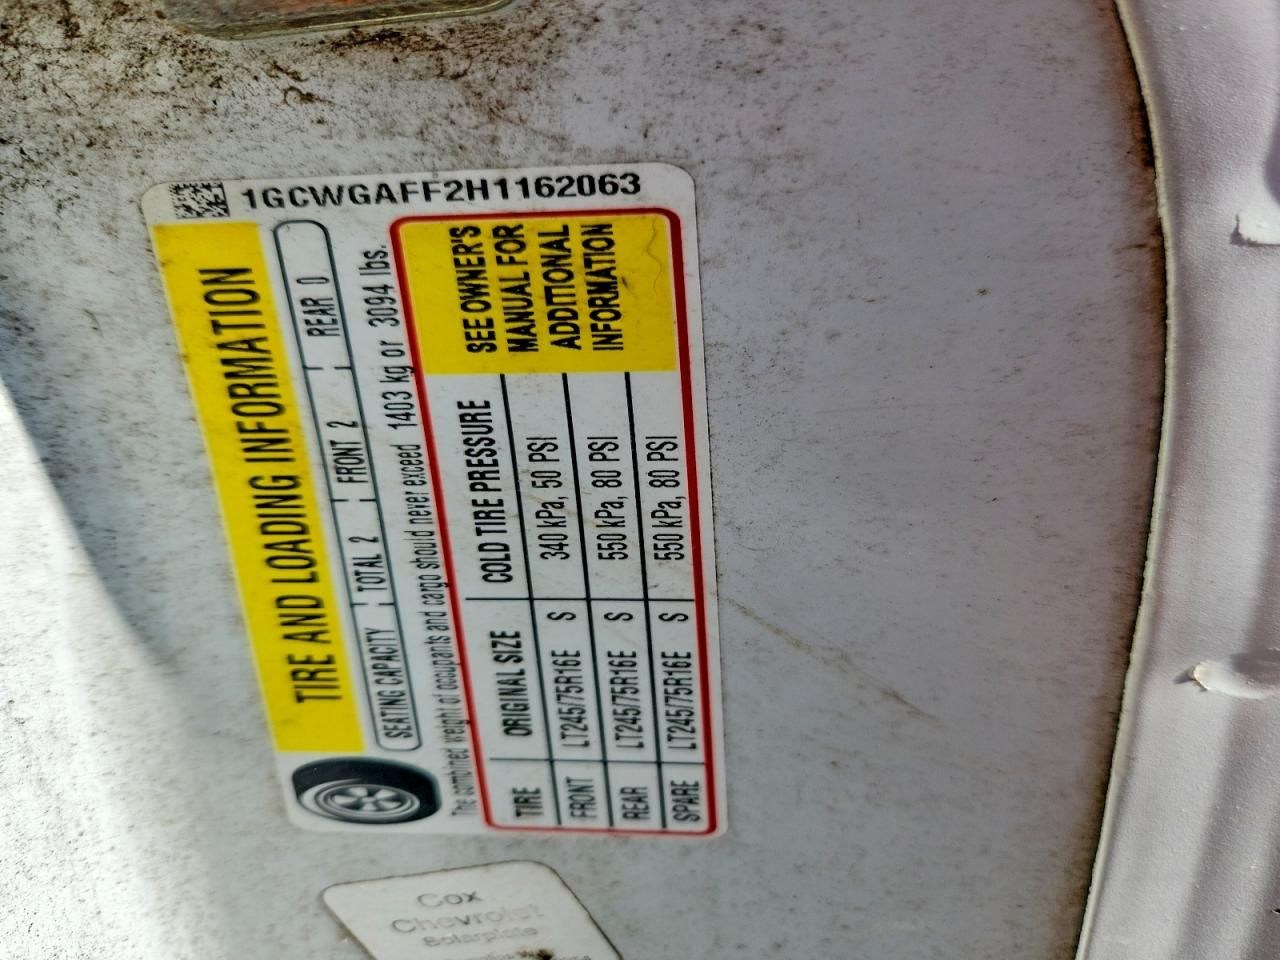 1GCWGAFF2H1162063
TIRE AND LOADING INFORMATION
SEATING CAPACITY TOTAL 2 FRONT 2 REAR 0
The combined weight of occupants and cargo should never exceed 1403 kg or 3094 lbs.
TIRE ORIGINAL SIZE COLD TIRE PRESSURE
FRONT LT245/75R16E S 340 kPa, 50 PSI
REAR LT245/75R16E S 550 kPa, 80 PSI
SPARE LT245/75R16E S 550 kPa, 80 PSI
SEE OWNER'S
MANUAL FOR
ADDITIONAL
INFORMATION
Cox
Chevrolet
Solarplate